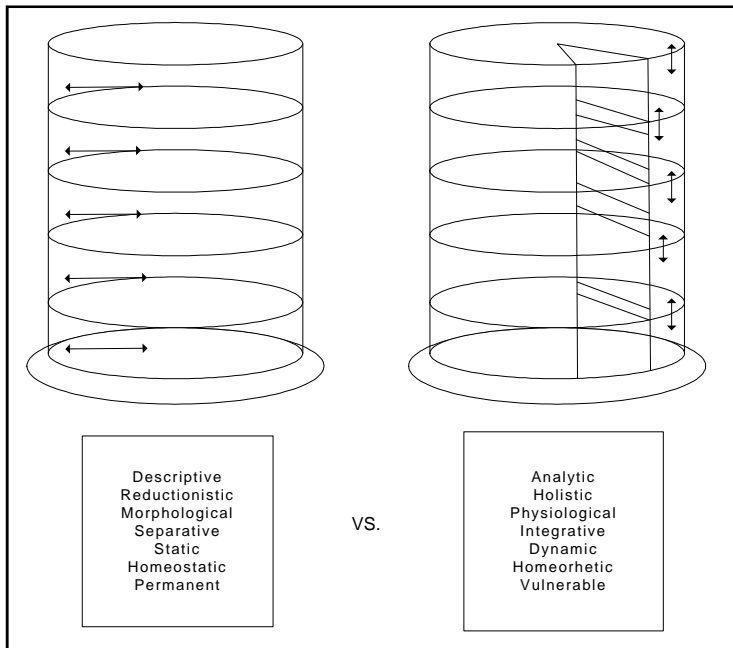 Descriptive
Reductionistic
Morphological
Separative
Static
Homeostatic
Permanent
VS.
Analytic
Holistic
Physiological
Integrative
Dynamic
Homeorhetic
Vulnerable